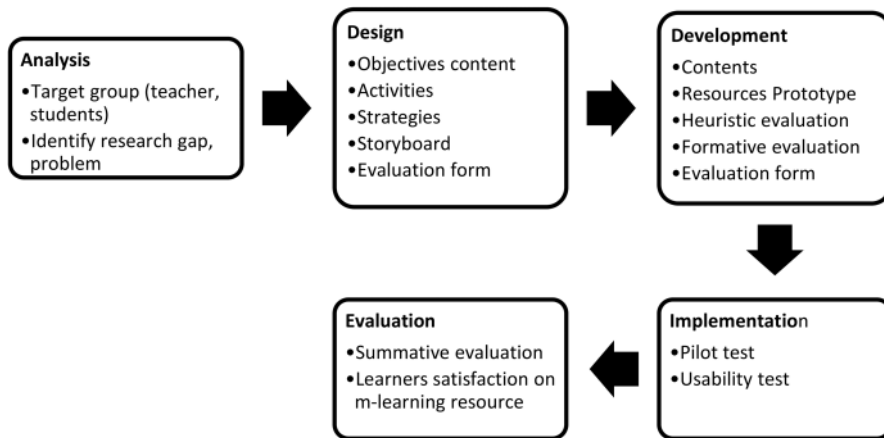 Analysis
•Target group (teacher,
students)
•Identify research gap,
problem
Design
•Objectives content
•Activities
•Strategies
•Storyboard
•Evaluation form
Development
•Contents
•Resources Prototype
•Heuristic evaluation
•Formative evaluation
•Evaluation form
Implementation
•Pilot test
•Usability test
Evaluation
•Summative evaluation
•Learners satisfaction on
m-learning resource